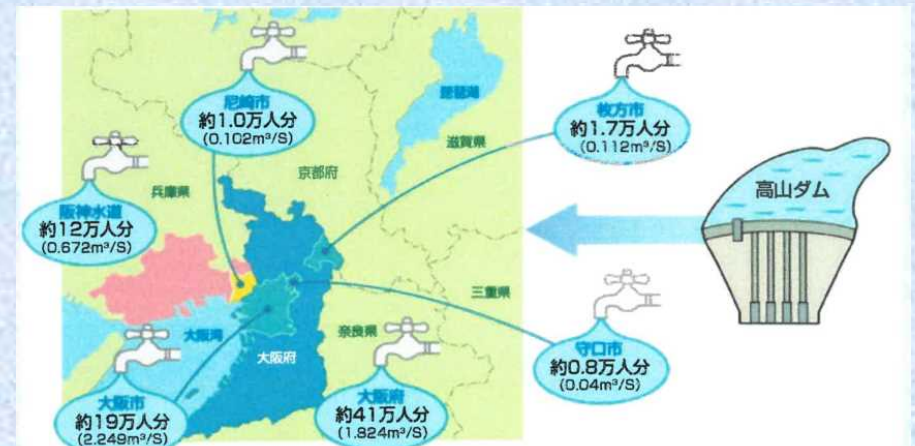 尼崎市
約1.0万人分
(0.102m³/S)
琵琶湖
枚方市
約1.7万人分
(0.112m³/S)
滋賀県
京都府
兵庫県
高山ダム
阪神水道
約12万人分
(0.672m³/S)
三重県
大阪湾
奈良県
大阪府
守口市
約0.8万人分
(0.04m³/S)
大阪市
約19万人分
(2.249m³/S)
大阪府
約41万人分
(1.824m³/S)